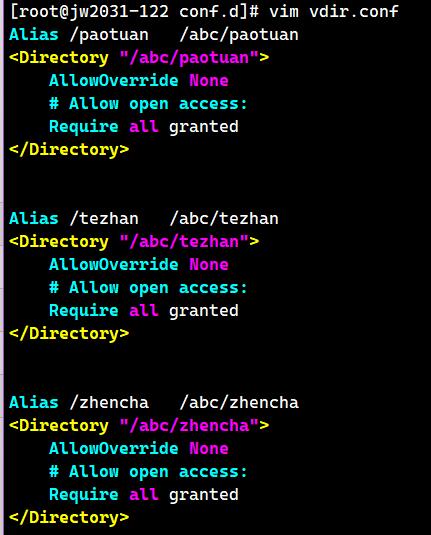 [root@jw2031-122 conf.d]# vim vdir.conf
Alias /paotuan   /abc/paotuan
<Directory "/abc/paotuan">
    AllowOverride None
    # Allow open access:
    Require all granted
</Directory>
Alias /tezhan   /abc/tezhan
<Directory "/abc/tezhan">
    AllowOverride None
    # Allow open access:
    Require all granted
</Directory>
Alias /zhencha   /abc/zhencha
<Directory "/abc/zhencha">
    AllowOverride None
    # Allow open access:
    Require all granted
</Directory>